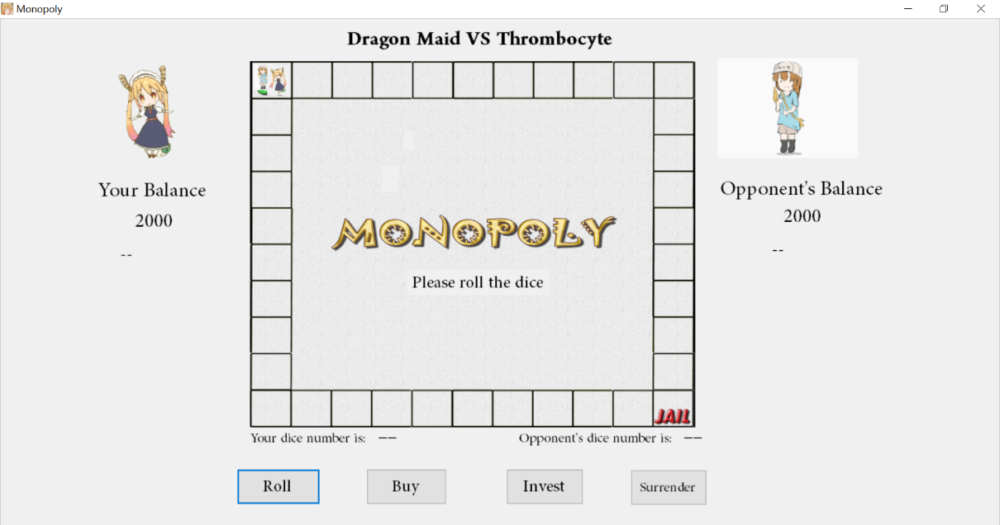 Monopoly
Dragon Maid VS Thrombocyte
Your Balance
2000
--
Opponent's Balance
2000
--
MONOPOLY
Please roll the dice
JAIL
Your dice number is: --
Opponent's dice number is: --
Roll
Buy
Invest
Surrender